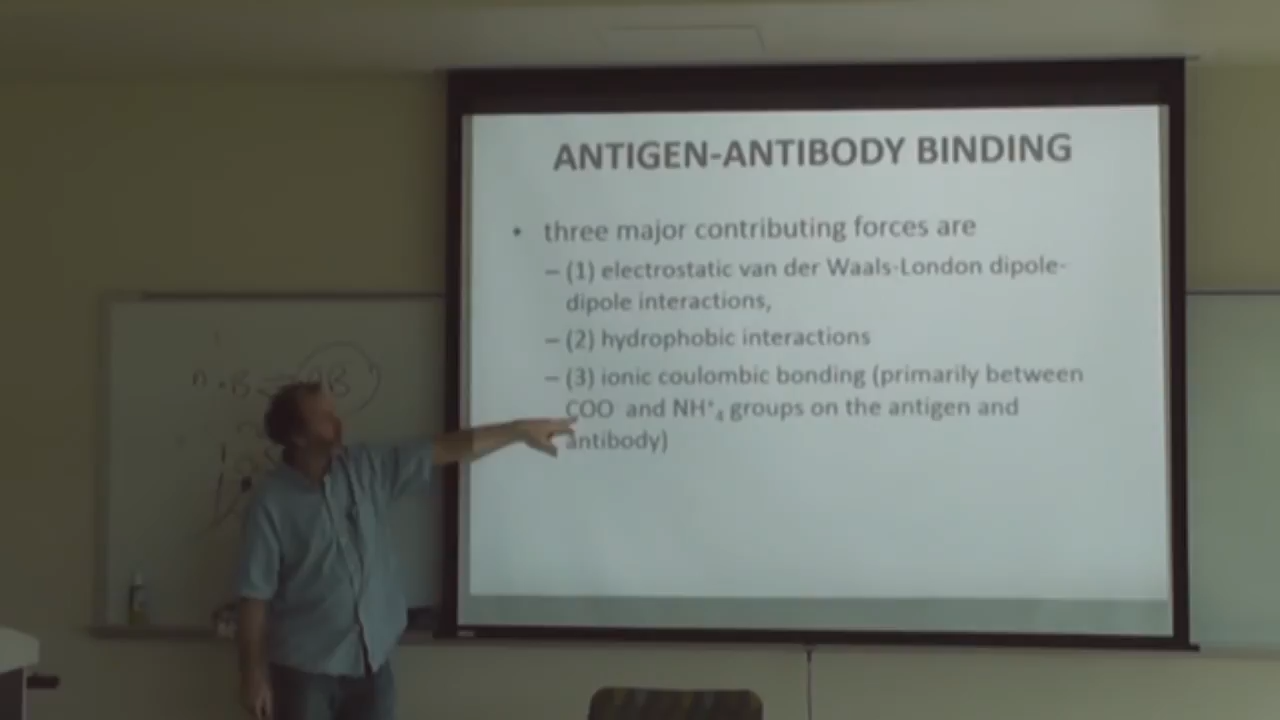 ANTIGEN-ANTIBODY BINDING
• three major contributing forces are
– (1) electrostatic van der Waals-London dipole-
dipole interactions,
– (2) hydrophobic interactions
– (3) ionic coulombic bonding (primarily between
COO and NH⁺₄ groups on the antigen and
antibody)